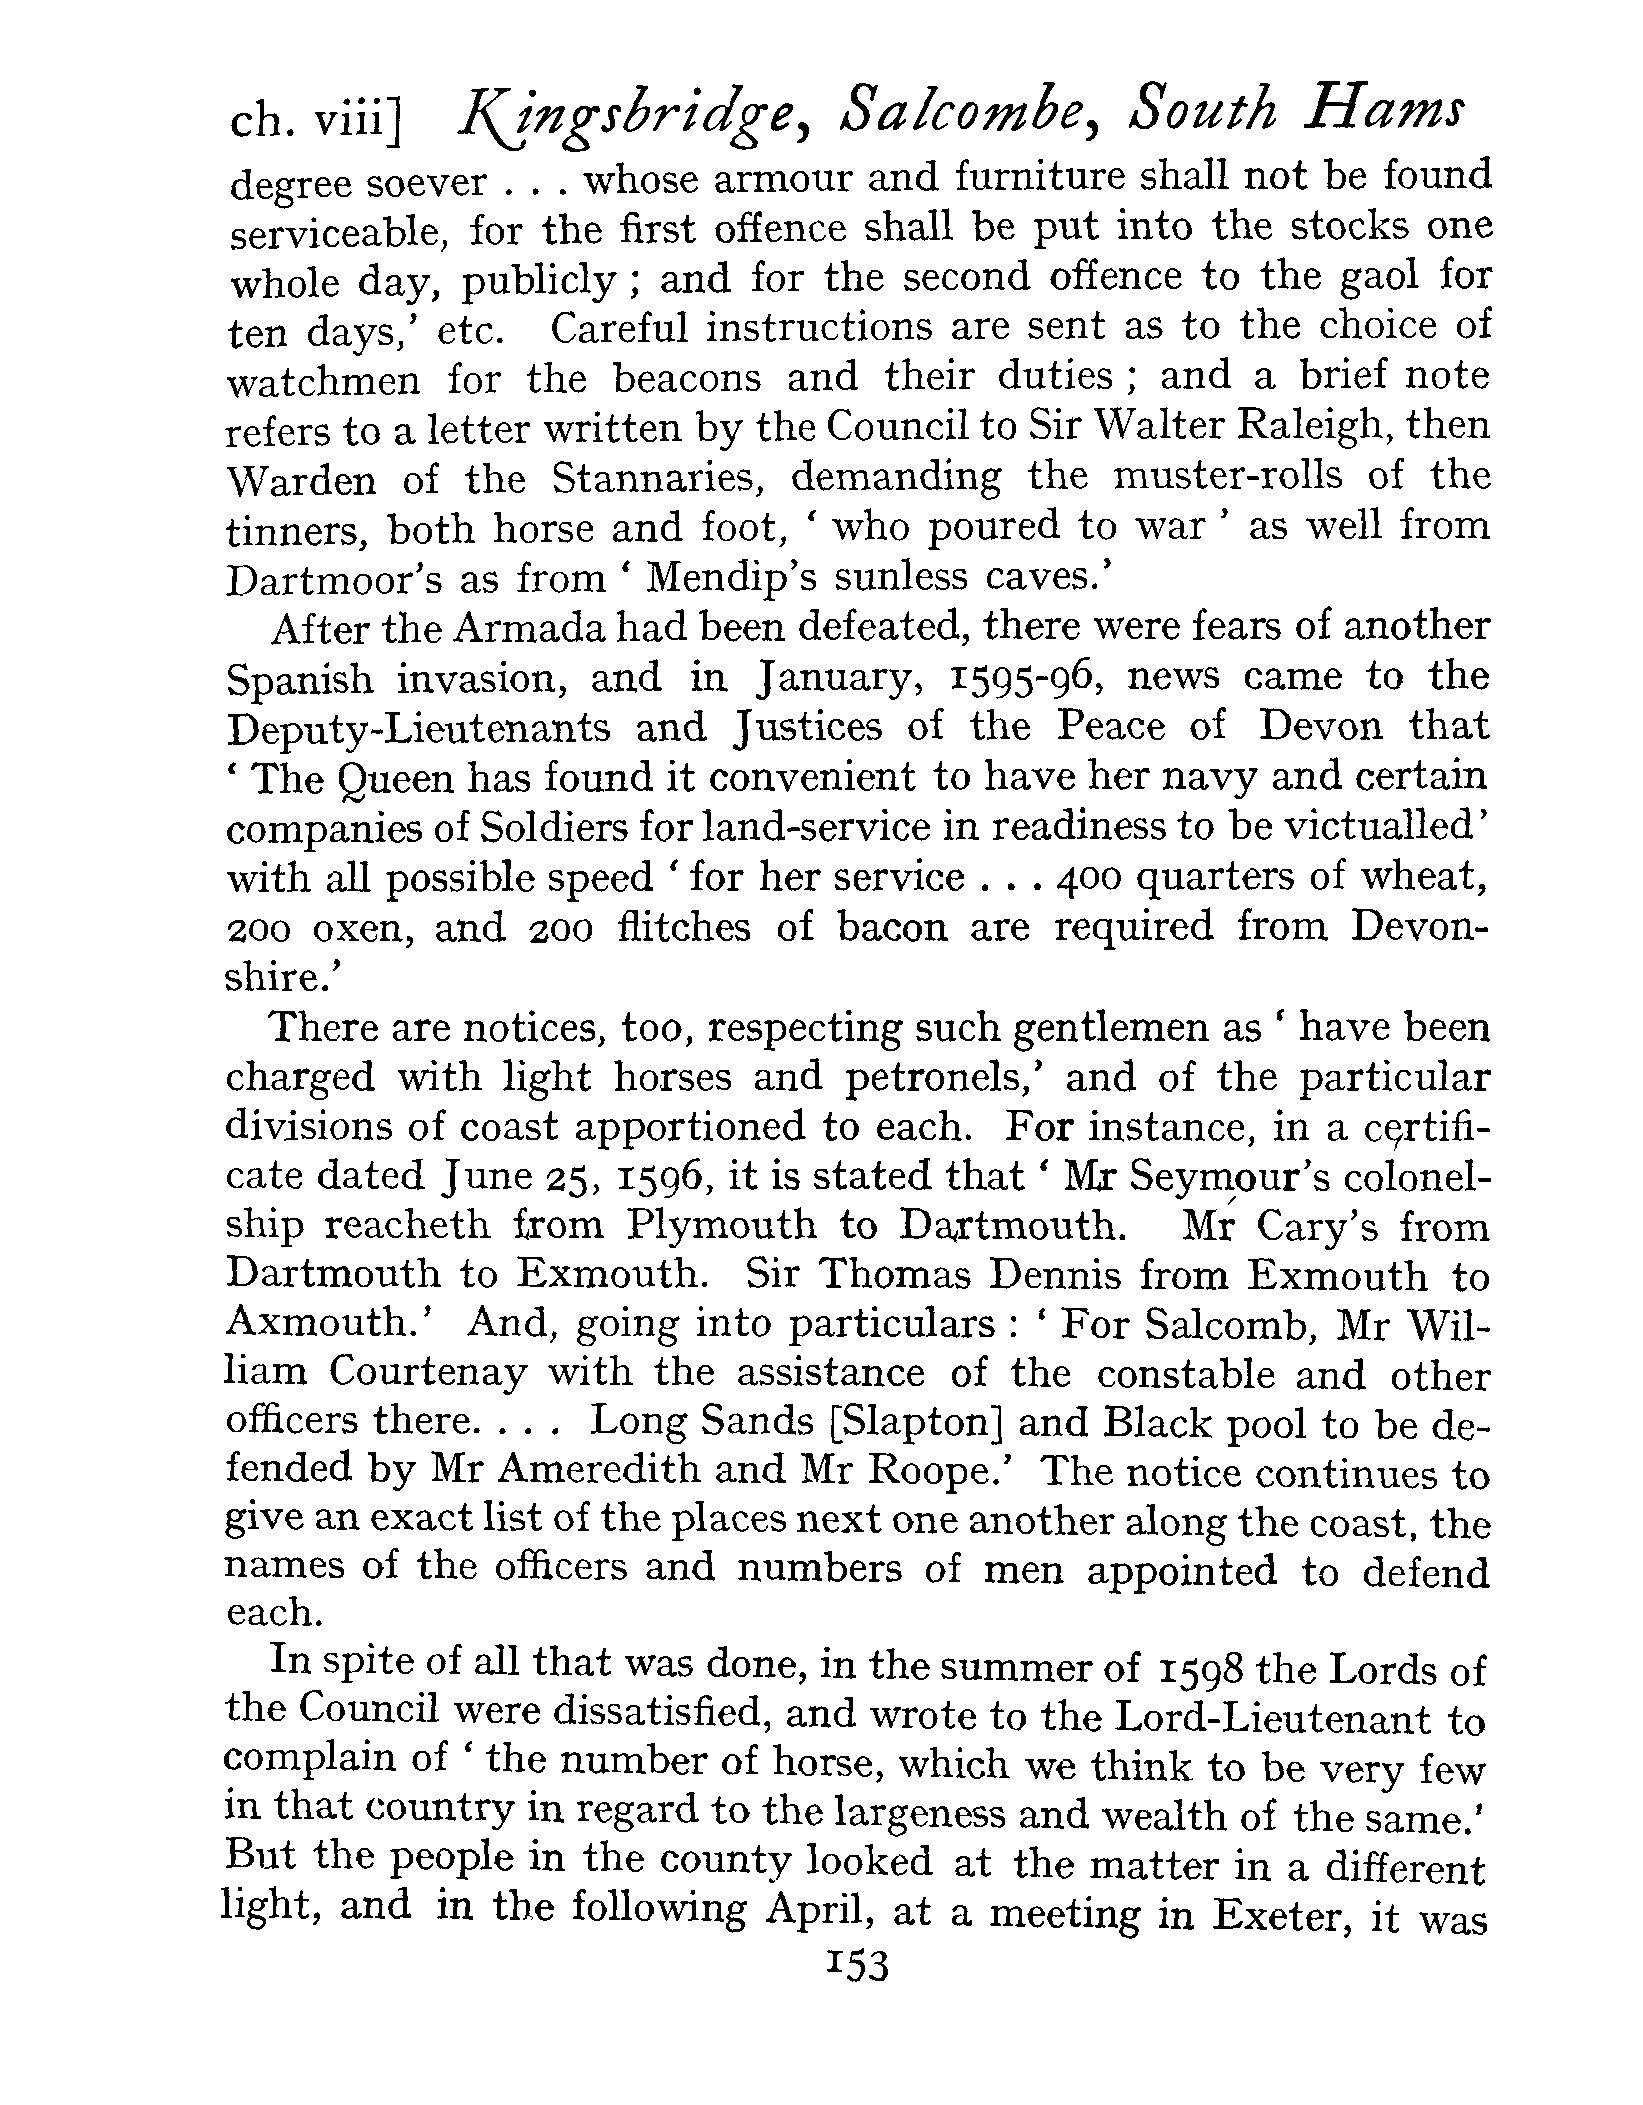 ch. viii] Kingsbridge, Salcombe, South Hams
degree soever . . . whose armour and furniture shall not be found
serviceable, for the first offence shall be put into the stocks one
whole day, publicly ; and for the second offence to the gaol for
ten days,' etc. Careful instructions are sent as to the choice of
watchmen for the beacons and their duties ; and a brief note
refers to a letter written by the Council to Sir Walter Raleigh, then
Warden of the Stannaries, demanding the muster-rolls of the
tinners, both horse and foot, ' who poured to war ' as well from
Dartmoor's as from ' Mendip's sunless caves.'
After the Armada had been defeated, there were fears of another
Spanish invasion, and in January, 1595-96, news came to the
Deputy-Lieutenants and Justices of the Peace of Devon that
' The Queen has found it convenient to have her navy and certain
companies of Soldiers for land-service in readiness to be victualled'
with all possible speed ' for her service . . . 400 quarters of wheat,
200 oxen, and 200 flitches of bacon are required from Devon-
shire.'
There are notices, too, respecting such gentlemen as ' have been
charged with light horses and petronels,' and of the particular
divisions of coast apportioned to each. For instance, in a certifi-
cate dated June 25, 1596, it is stated that ' Mr Seymour's colonel-
ship reacheth from Plymouth to Dartmouth. Mr Cary's from
Dartmouth to Exmouth. Sir Thomas Dennis from Exmouth to
Axmouth.' And, going into particulars : ' For Salcomb, Mr Wil-
liam Courtenay with the assistance of the constable and other
officers there. . . . Long Sands [Slapton] and Black pool to be de-
fended by Mr Ameredith and Mr Roope.' The notice continues to
give an exact list of the places next one another along the coast, the
names of the officers and numbers of men appointed to defend
each.
In spite of all that was done, in the summer of 1598 the Lords of
the Council were dissatisfied, and wrote to the Lord-Lieutenant to
complain of ' the number of horse, which we think to be very few
in that country in regard to the largeness and wealth of the same.'
But the people in the county looked at the matter in a different
light, and in the following April, at a meeting in Exeter, it was
153